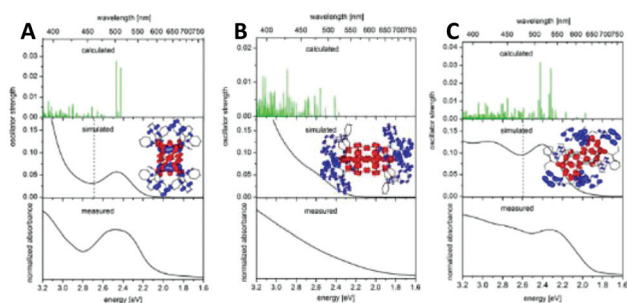 A
wavelength [nm]
400 450 500 550 600 650 700 750
calculated
0.03
0.02
0.01
0.00
oscillator strength
simulated
0.15
0.10
0.05
0.00
measured
normalized absorbance
3.2 3.0 2.8 2.6 2.4 2.2 2.0 1.8 1.6
energy [eV]
B
wavelength [nm]
400 450 500 550 600 650 700 750
calculated
0.020
0.015
0.010
0.005
0.000
oscillator strength
simulated
0.15
0.10
0.05
0.00
measured
normalized absorbance
3.2 3.0 2.8 2.6 2.4 2.2 2.0 1.8 1.6
energy [eV]
C
wavelength [nm]
400 450 500 550 600 650 700 750
calculated
0.04
0.03
0.02
0.01
0.00
oscillator strength
simulated
0.15
0.10
0.05
0.00
measured
normalized absorbance
3.2 3.0 2.8 2.6 2.4 2.2 2.0 1.8 1.6
energy [eV]